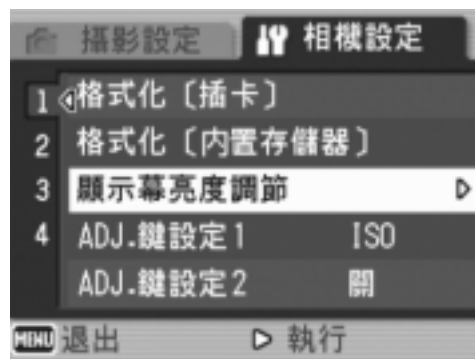 攝影設定 相機設定
1 格式化〔插卡〕
2 格式化〔内置存儲器〕
3 顯示幕亮度調節
4 ADJ.鍵設定1 ISO
ADJ.鍵設定2 關
MENU 退出 執行